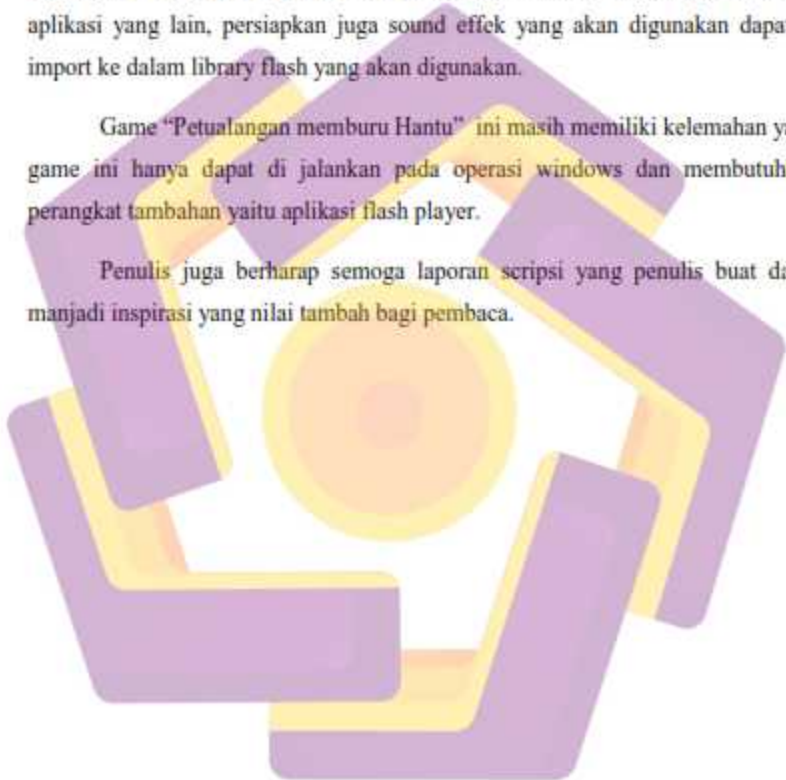 aplikasi yang lain, persiapkan juga sound effek yang akan digunakan dapa
import ke dalam library flash yang akan digunakan.
Game “Petualangan memburu Hantu” ini masih memiliki kelemahan ya
game ini hanya dapat di jalankan pada operasi windows dan membutuh
perangkat tambahan yaitu aplikasi flash player.
Penulis juga berharap semoga laporan scripsi yang penulis buat da
manjadi inspirasi yang nilai tambah bagi pembaca.